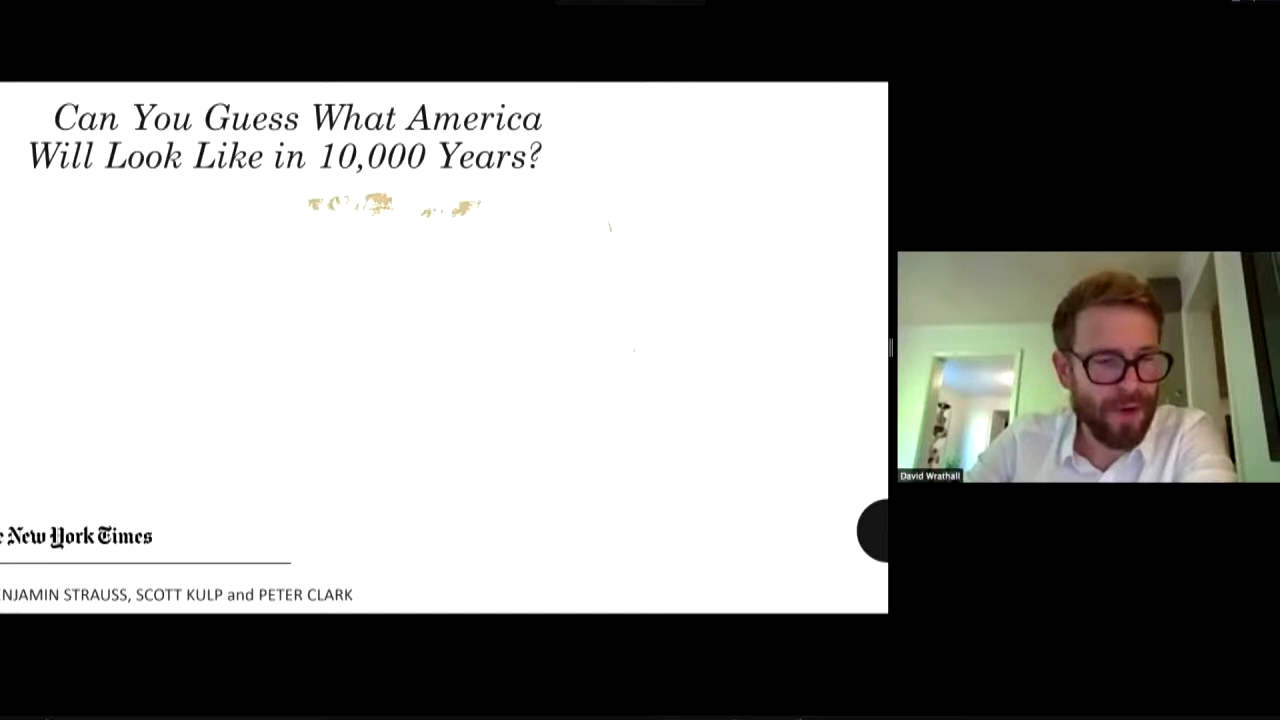 Can You Guess What America
Will Look Like in 10,000 Years?
New York Times
NJAMIN STRAUSS, SCOTT KULP and PETER CLARK
David Wrathall